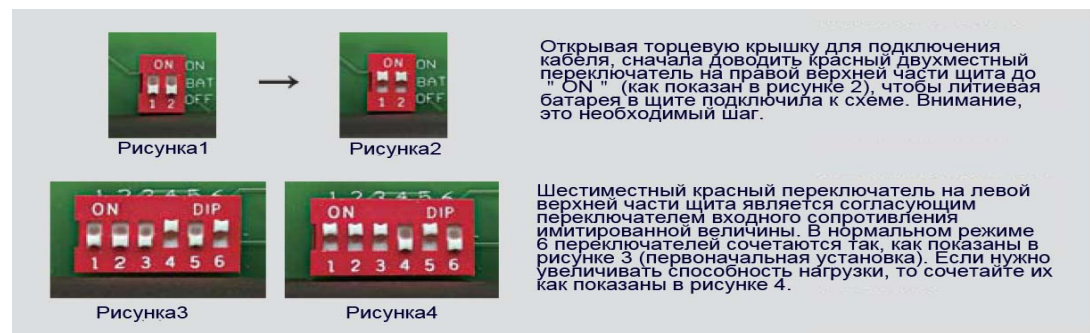 ON ON
BAT
1 2 OFF
Рисунка1
ON ON
BAT
1 2 OFF
Рисунка2
Открывая торцевую крышку для подключения
кабеля, сначала доводить красный двухместный
переключатель на правой верхней части щита до
" ON " (как показан в рисунке 2), чтобы литиевая
батарея в щите подключила к схеме. Внимание,
это необходимый шаг.
1 2 3 4 5 6
ON DIP
1 2 3 4 5 6
Рисунка3
1 2 3 4 5 6
ON DIP
1 2 3 4 5 6
Рисунка4
Шестиместный красный переключатель на левой
верхней части щита является согласующим
переключателем входного сопротивления
имитированной величины. В нормальном режиме
6 переключателей сочетаются так, как показаны в
рисунке 3 (первоначальная установка). Если нужно
увеличивать способность нагрузки, то сочетайте их
как показаны в рисунке 4.